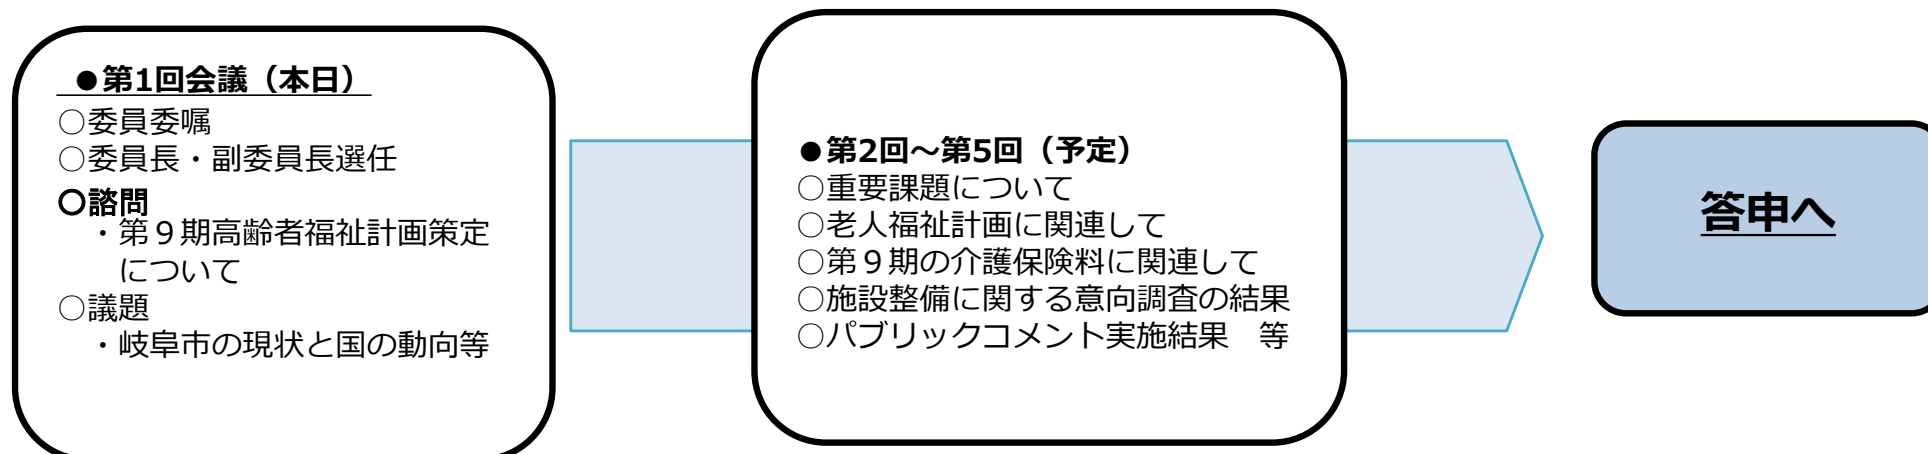 ●第1回会議（本日）
○委員委嘱
○委員長・副委員長選任
○諮問
・第９期高齢者福祉計画策定
について
○議題
・岐阜市の現状と国の動向等
●第2回～第5回（予定）
○重要課題について
○老人福祉計画に関連して
○第９期の介護保険料に関連して
○施設整備に関する意向調査の結果
○パブリックコメント実施結果　等
答申へ